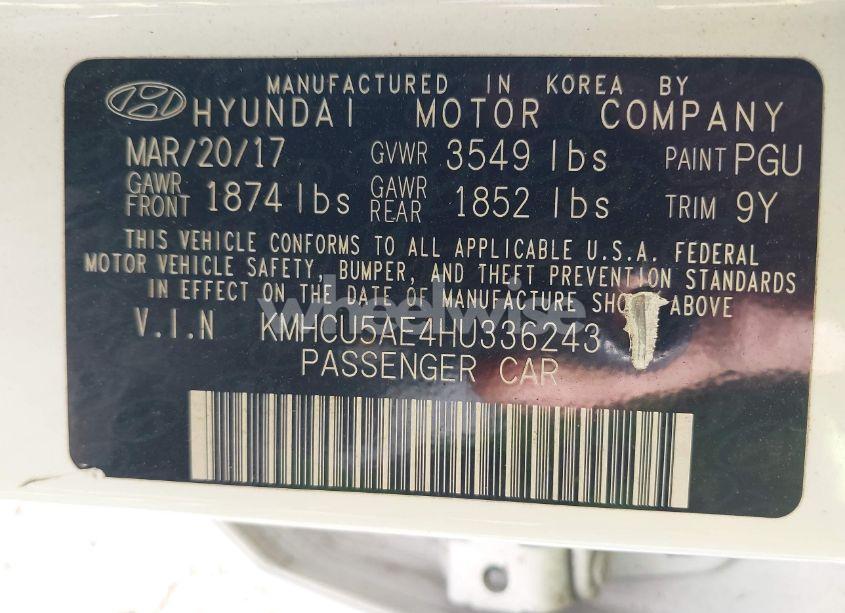 MANUFACTURED IN KOREA BY
HYUNDAI MOTOR COMPANY
MAR/20/17 GVWR 3549 lbs PAINT PGU
GAWR FRONT 1874 lbs GAWR REAR 1852 lbs TRIM 9Y
THIS VEHICLE CONFORMS TO ALL APPLICABLE U.S.A. FEDERAL
MOTOR VEHICLE SAFETY, BUMPER, AND THEFT PREVENTION STANDARDS
IN EFFECT ON THE DATE OF MANUFACTURE SHO ABOVE
wheelwise
V.I.N KMHCU5AE4HU336243
PASSENGER CAR